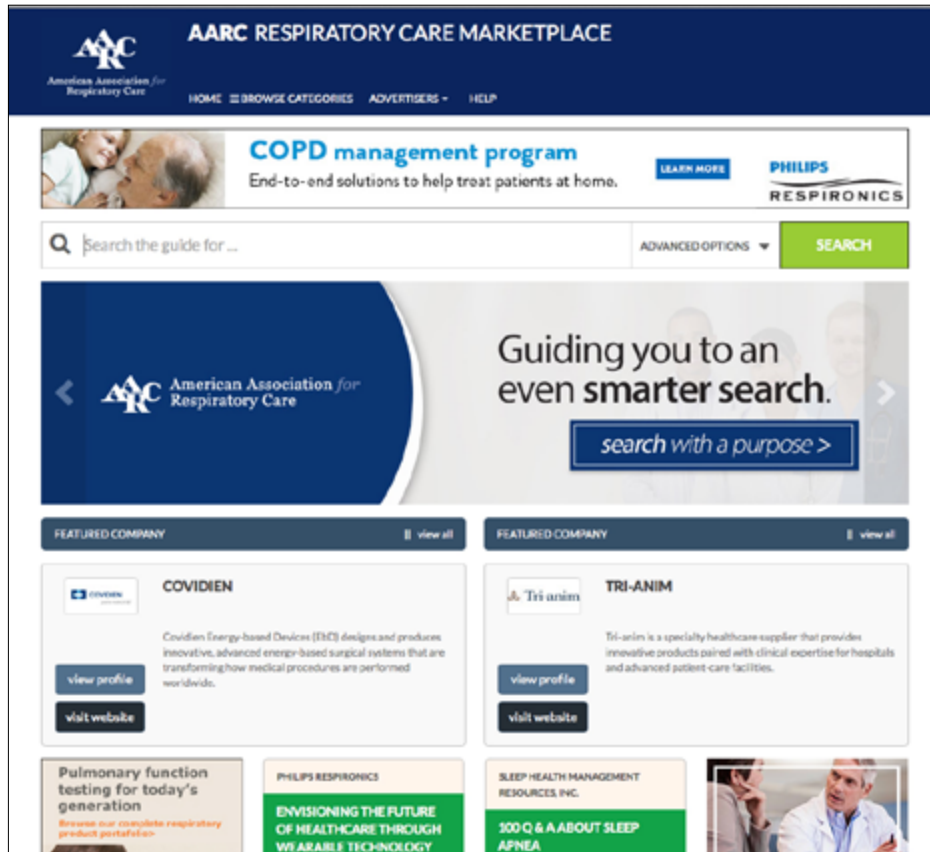 AARC RESPIRATORY CARE MARKETPLACE
AARC
American Association for
Respiratory Care
HOME BROWSE CATEGORIES ADVERTISERS HELP
COPD management program
End-to-end solutions to help treat patients at home.
LEARN MORE
PHILIPS
RESPIRONICS
Search the guide for ...
ADVANCED OPTIONS
SEARCH
AARC
American Association for
Respiratory Care
Guiding you to an
even smarter search.
search with a purpose >
FEATURED COMPANY view all
FEATURED COMPANY view all
COVIDIEN
COVIDIEN
Covidien Energy-based Devices (EbD) designs and produces
innovative, advanced energy-based surgical systems that are
transforming how medical procedures are performed
worldwide.
view profile
visit website
Tri-anim
TRI-ANIM
Tri-anim is a specialty healthcare supplier that provides
innovative products paired with clinical expertise for hospitals
and advanced patient-care facilities.
view profile
visit website
Pulmonary function
testing for today's
generation
Browse our complete respiratory
product portafolio>
PHILIPS RESPIRONICS
ENVISIONING THE FUTURE
OF HEALTHCARE THROUGH
WEARABLE TECHNOLOGY
SLEEP HEALTH MANAGEMENT
RESOURCES, INC.
100 Q & A ABOUT SLEEP
APNEA